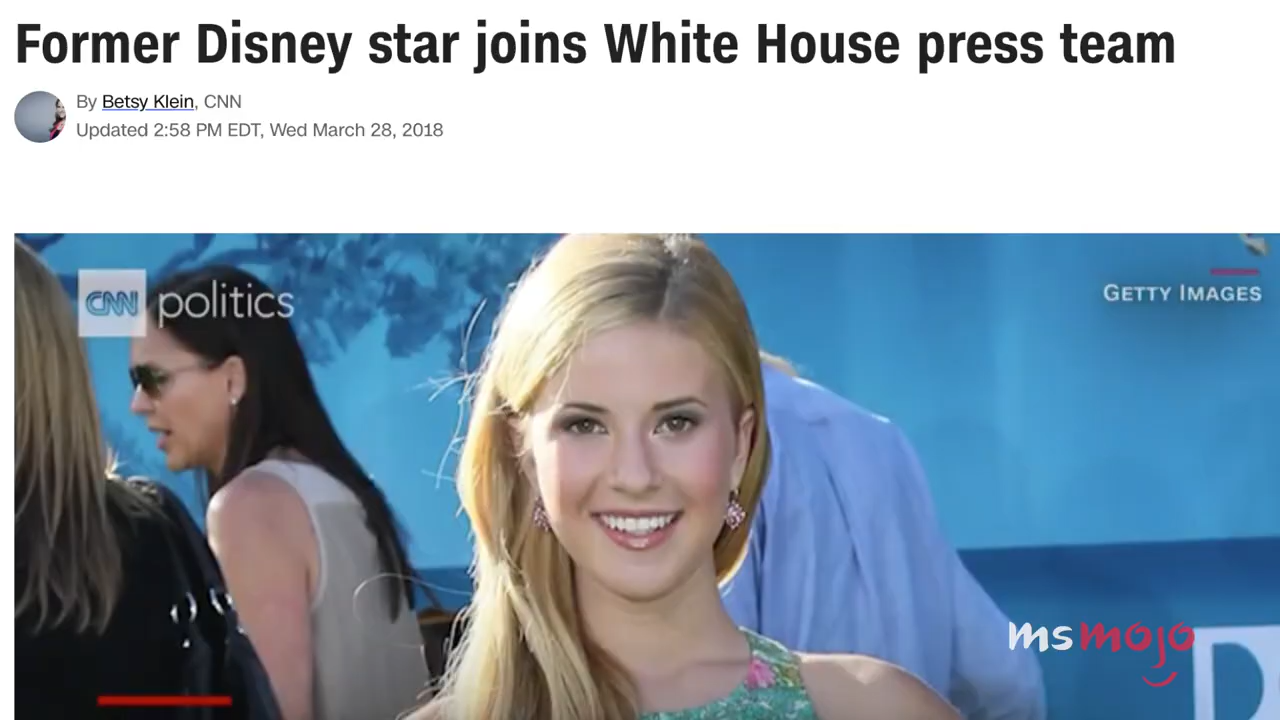 Former Disney star joins White House press team
By Betsy Klein, CNN
Updated 2:58 PM EDT, Wed March 28, 2018
CNN politics
GETTY IMAGES
msmojo